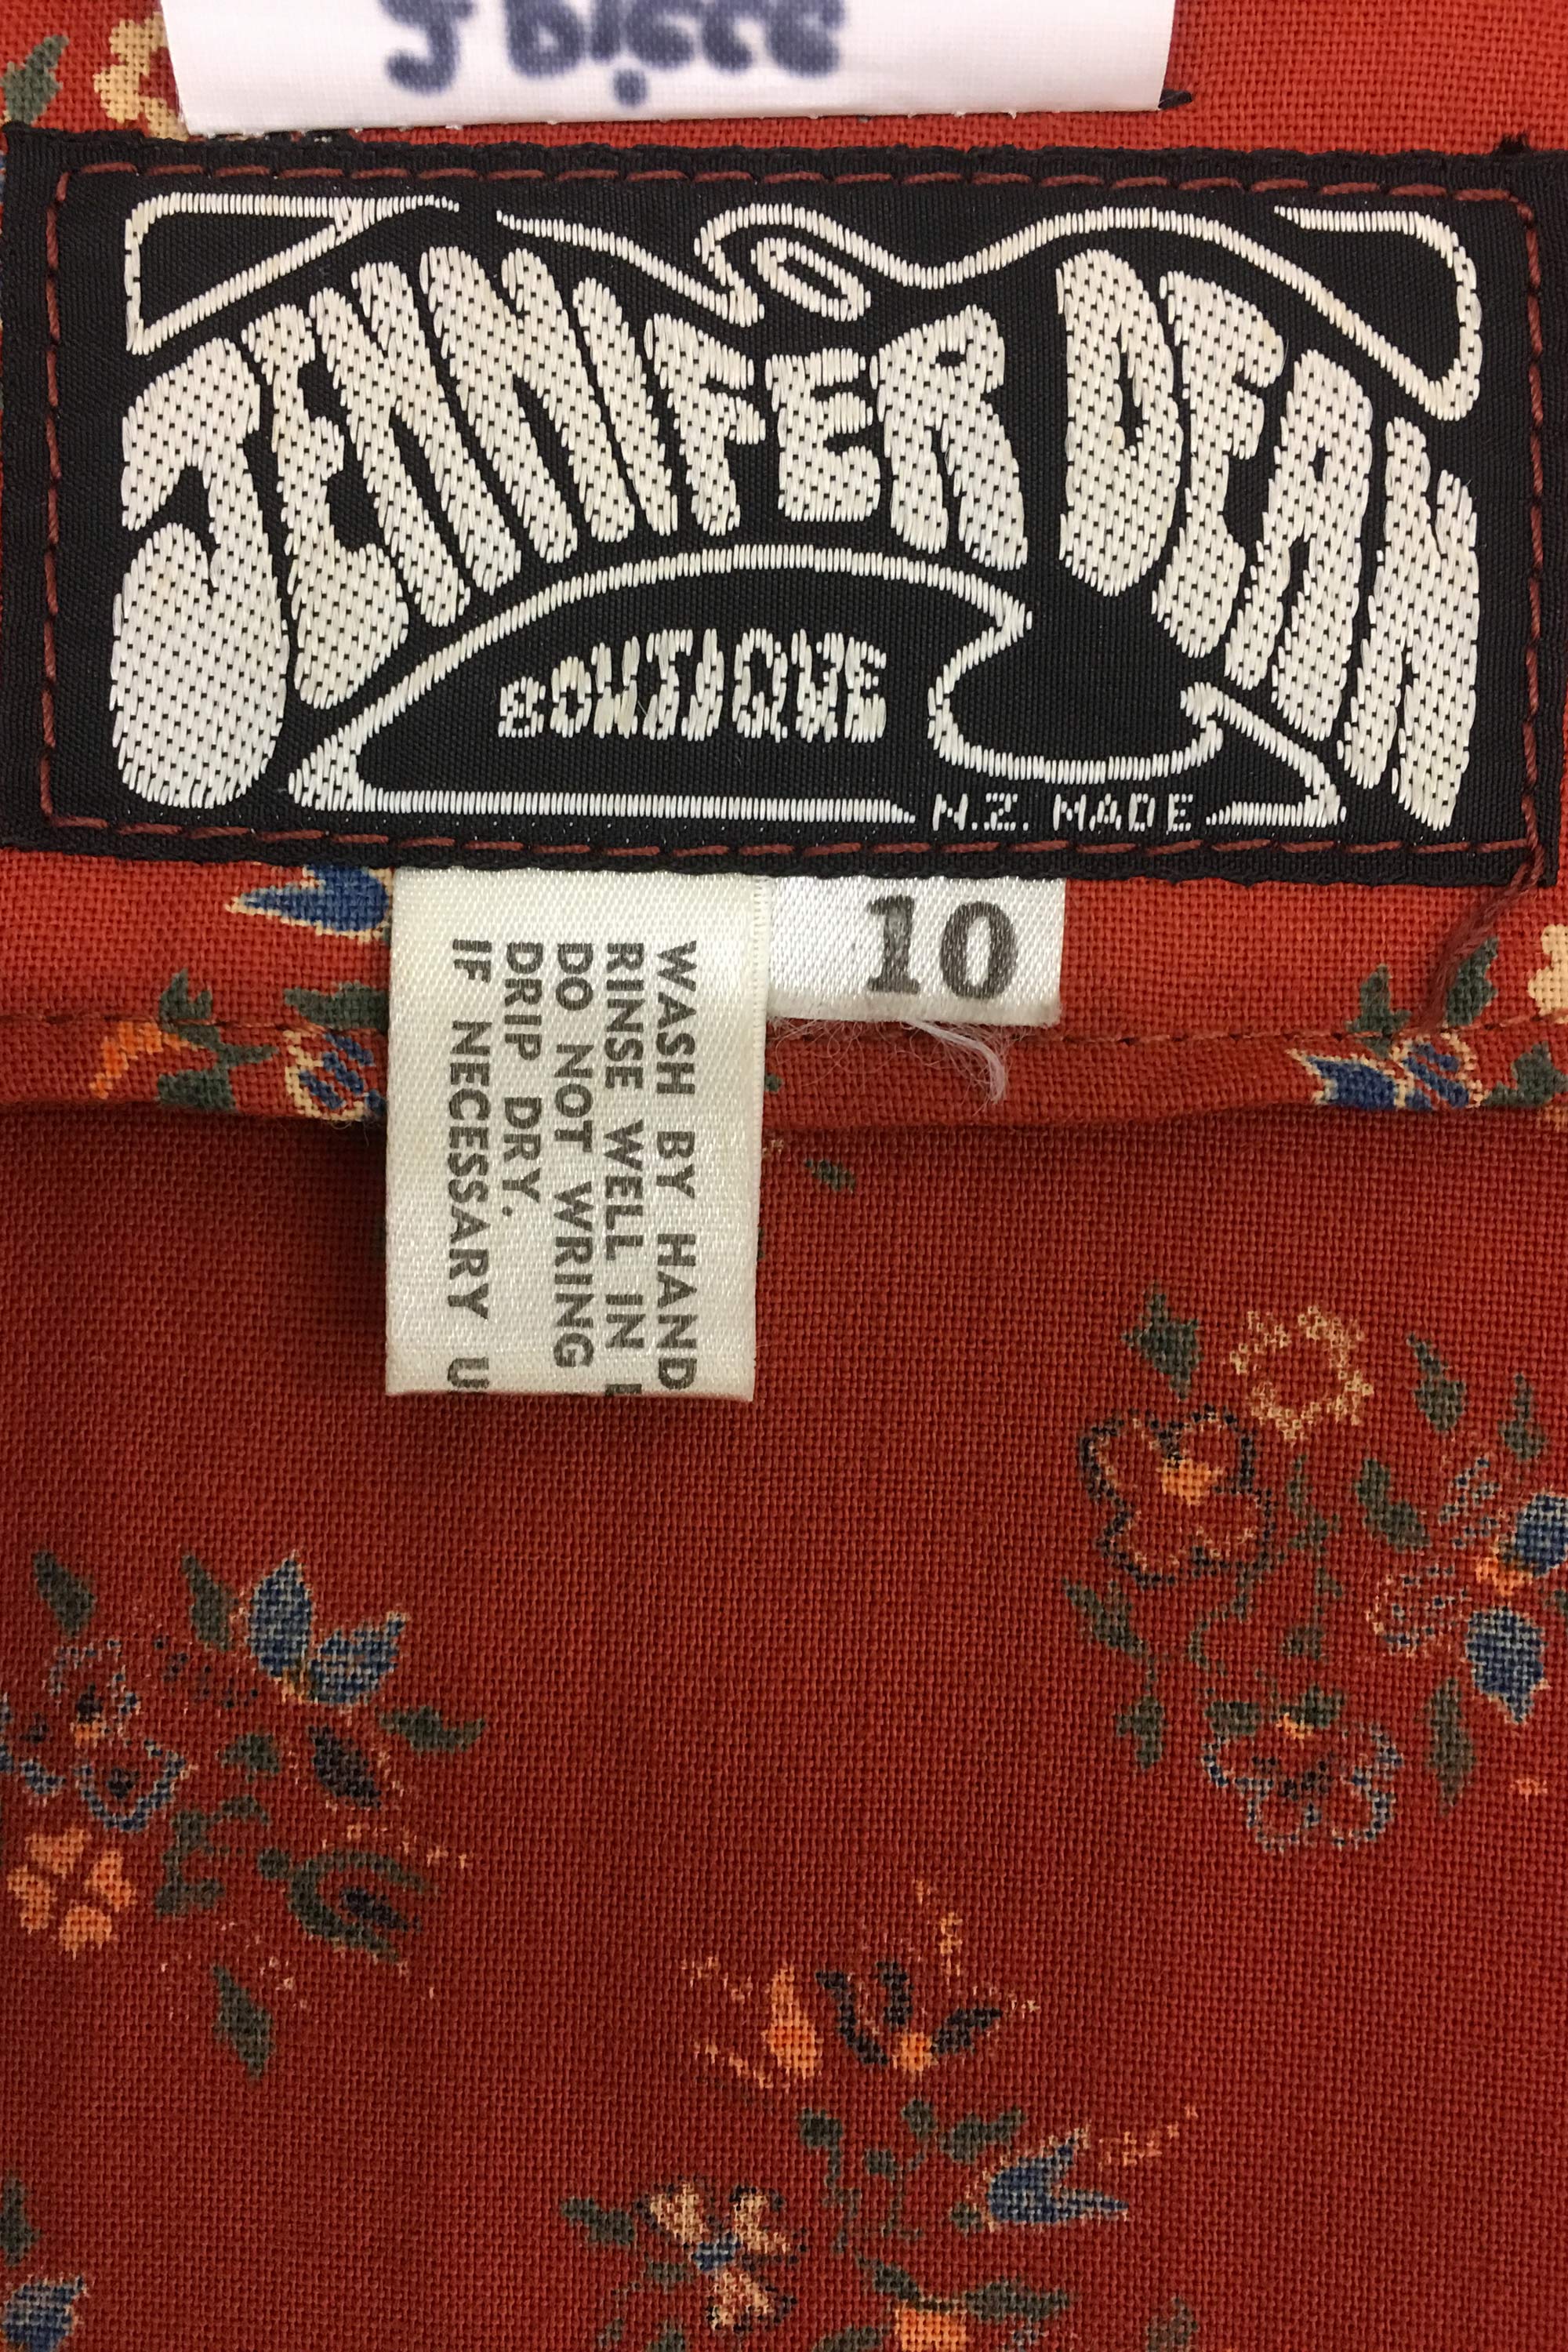 JENNIFER DEAN
BOUTIQUE
N.Z. MADE
10
WASH BY HAND
RINSE WELL IN
DO NOT WRING
DRIP DRY.
IF NECESSARY